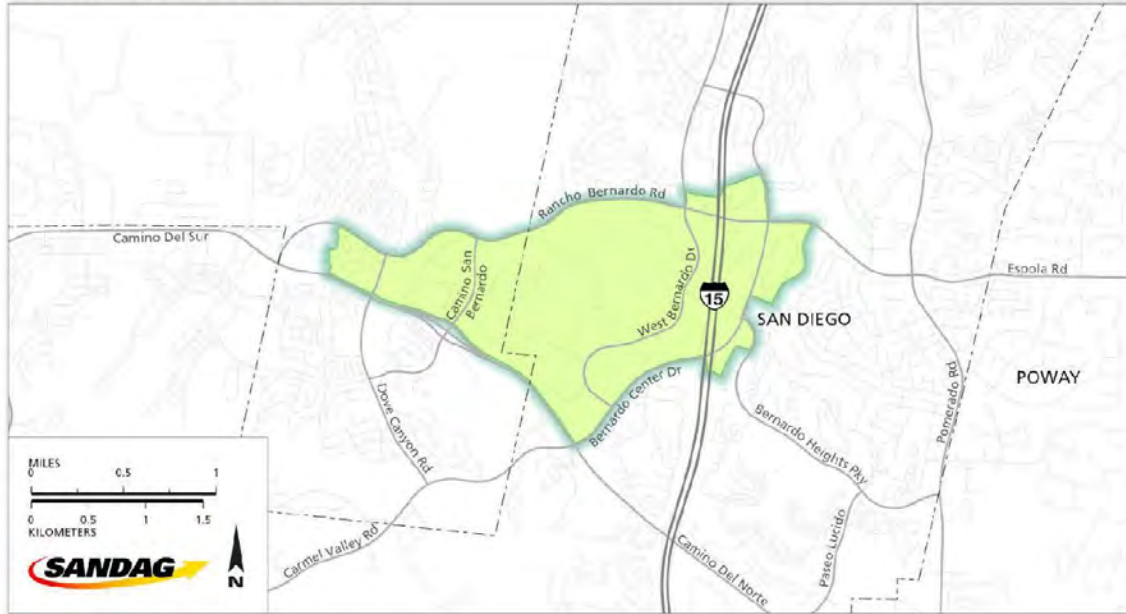 Rancho Bernardo Rd
Camino Del Sur
Camino San
Bernardo
West Bernardo Dr
Espola Rd
15
SAN DIEGO
POWAY
Bernardo Center Dr
Dove Canyon Rd
Pomerado Rd
Bernardo Heights Pky
MILES
0 0.5 1
0 0.5 1 1.5
KILOMETERS
SANDAG
N
Carmel Valley Rd
Camino Del Norte
Paseo Lucido